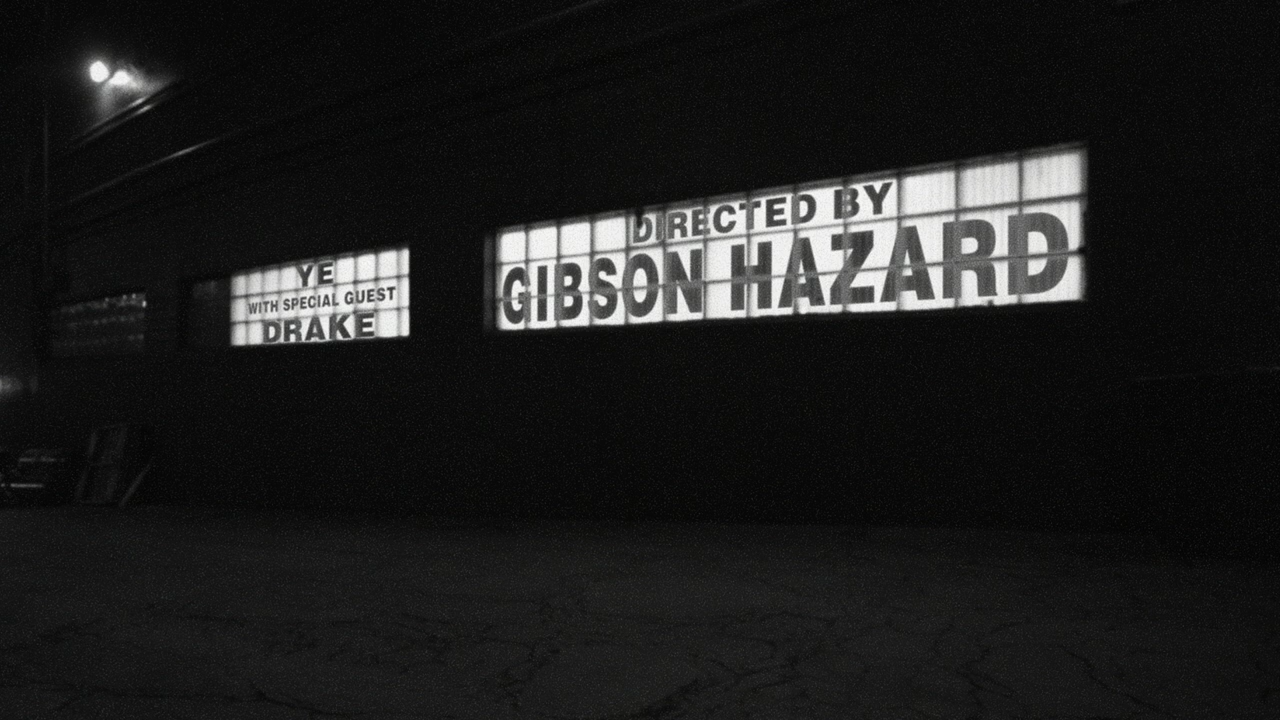 YE
WITH SPECIAL GUEST
DRAKE
DIRECTED BY
GIBSON HAZARD